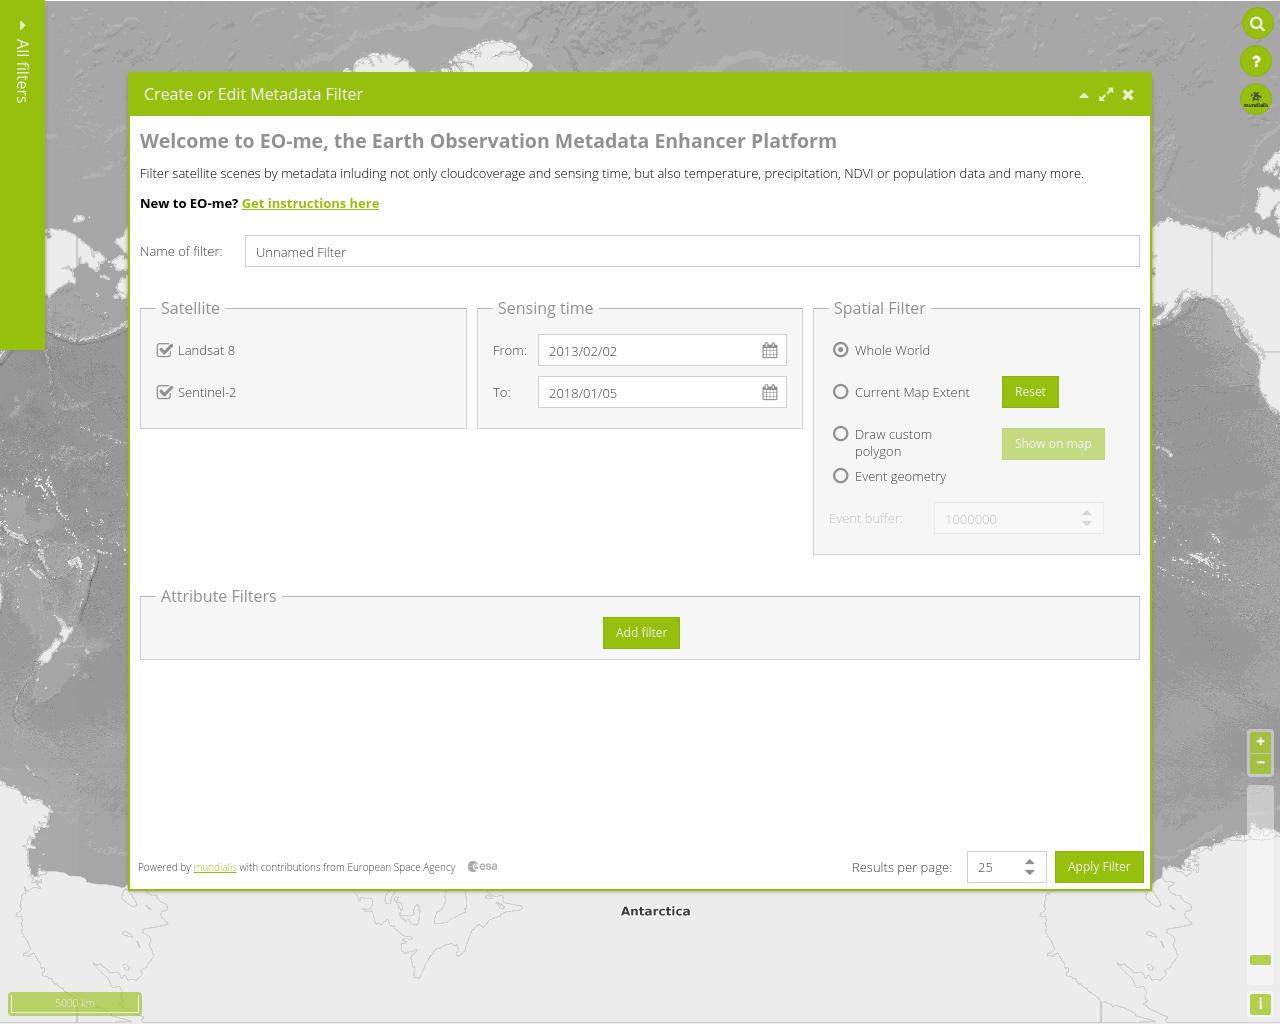 All filters
Create or Edit Metadata Filter
Welcome to EO-me, the Earth Observation Metadata Enhancer Platform
Filter satellite scenes by metadata inluding not only cloudcoverage and sensing time, but also temperature, precipitation, NDVI or population data and many more.
New to EO-me? Get instructions here
Name of filter: Unnamed Filter
Satellite
Landsat 8
Sentinel-2
Sensing time
From: 2013/02/02
To: 2018/01/05
Spatial Filter
Whole World
Current Map Extent Reset
Draw custom
polygon
Show on map
Event geometry
Event buffer: 1000000
Attribute Filters
Add filter
Powered by mundialis with contributions from European Space Agency esa
Results per page: 25 Apply Filter
?
mundialis
+
−
Antarctica
5000 km
i